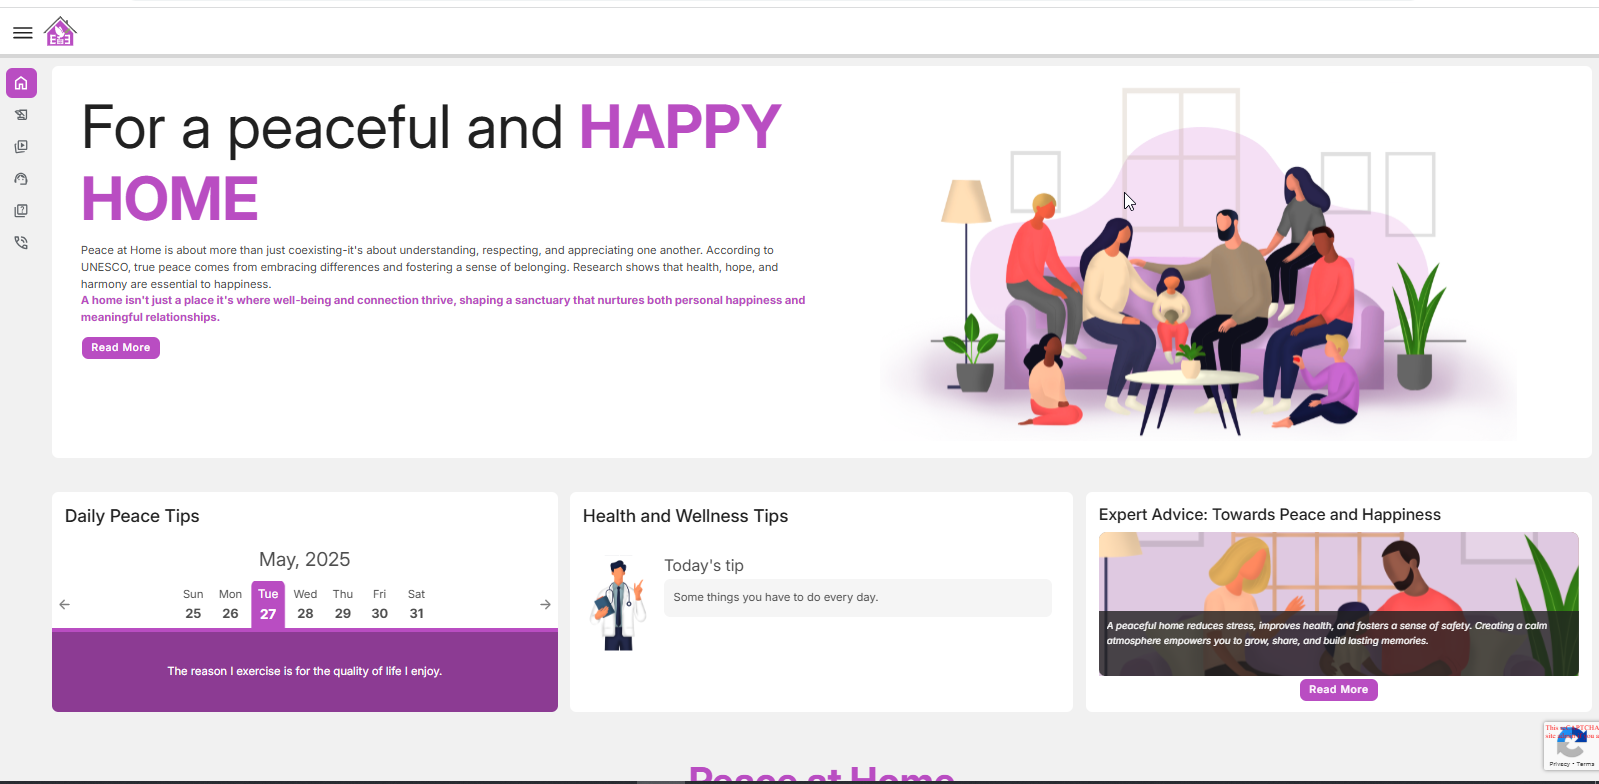 For a peaceful and HAPPY
HOME
Peace at Home is about more than just coexisting-it's about understanding, respecting, and appreciating one another. According to
UNESCO, true peace comes from embracing differences and fostering a sense of belonging. Research shows that health, hope, and
harmony are essential to happiness.
A home isn't just a place it's where well-being and connection thrive, shaping a sanctuary that nurtures both personal happiness and
meaningful relationships.
Read More
Daily Peace Tips
May, 2025
Sun Mon Tue Wed Thu Fri Sat
25 26 27 28 29 30 31
The reason I exercise is for the quality of life I enjoy.
Health and Wellness Tips
Today's tip
Some things you have to do every day.
Expert Advice: Towards Peace and Happiness
A peaceful home reduces stress, improves health, and fosters a sense of safety. Creating a calm
atmosphere empowers you to grow, share, and build lasting memories.
Read More
This
Privacy - Terms
Peace at Home